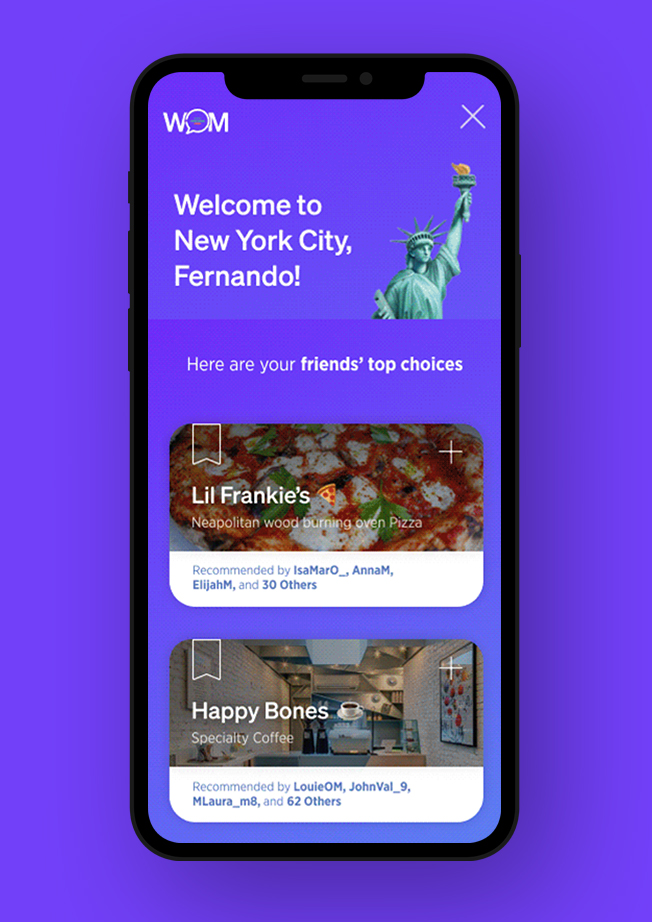 WOM
Welcome to
New York City,
Fernando!
Here are your friends’ top choices
Lil Frankie’s 🍕
Neapolitan wood burning oven Pizza
Recommended by IsaMarO_, AnnaM,
ElijahM, and 30 Others
Happy Bones ☕
Specialty Coffee
Recommended by LouieOM, JohnVal_9,
MLaura_m8, and 62 Others